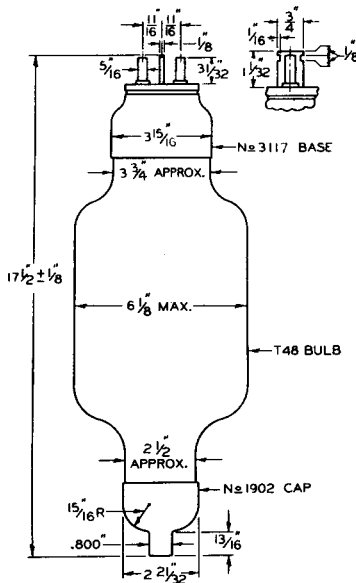 11/16" 11/16"
1/8"
5/16"
31/32"
3/4"
1/16"
1 1/32"
1/8"
3 15/16"
No 3117 BASE
3 3/4" APPROX.
17 1/2" ± 1/8"
6 1/8" MAX.
T48 BULB
2 1/2"
APPROX.
No 1902 CAP
15/16" R
.800"
13/16"
2 21/32"